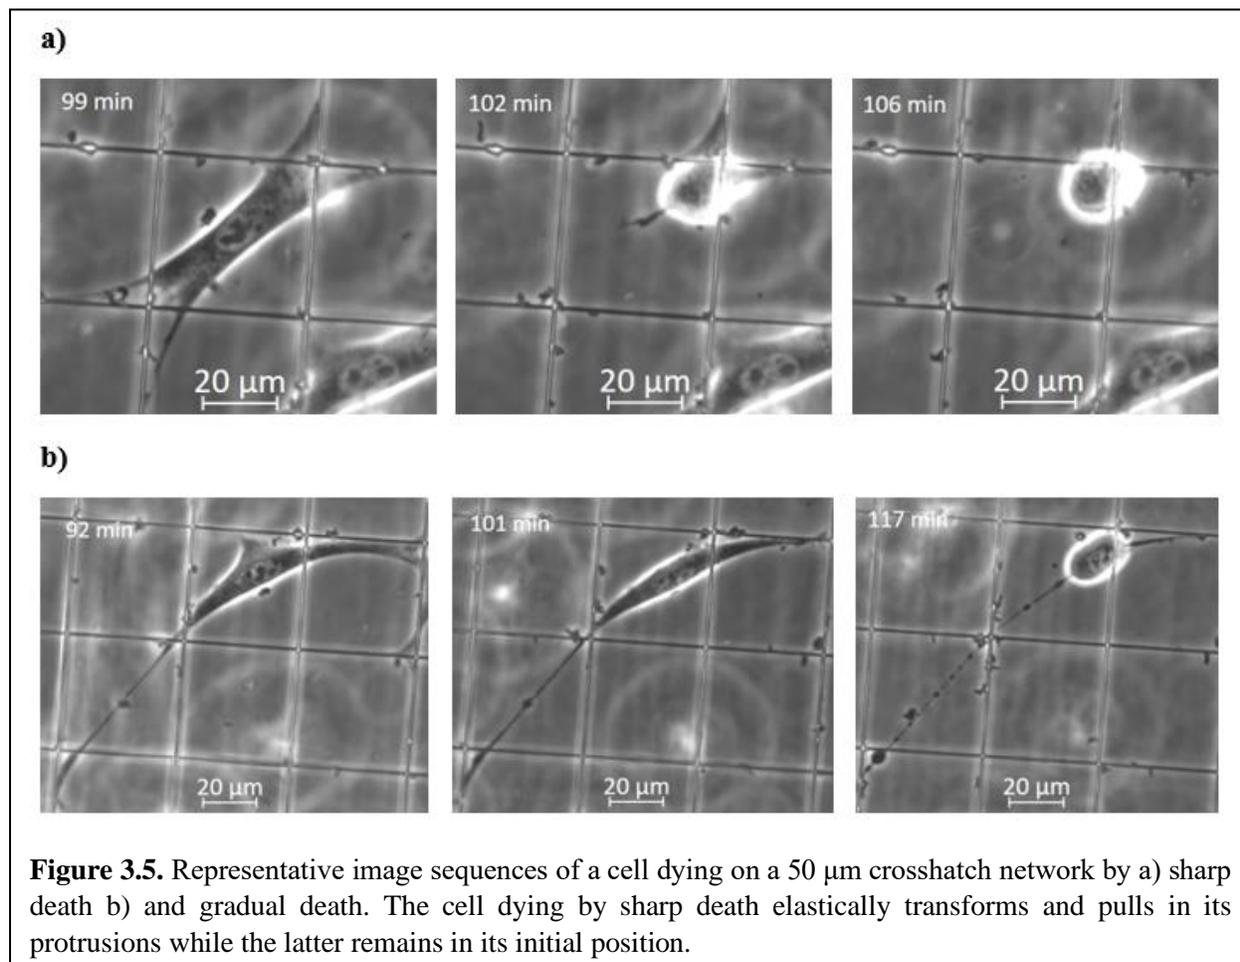 a)
99 min
102 min
106 min
20 µm
20 µm
20 µm
b)
92 min
101 min
117 min
20 µm
20 µm
20 µm
Figure 3.5. Representative image sequences of a cell dying on a 50 µm crosshatch network by a) sharp
death b) and gradual death. The cell dying by sharp death elastically transforms and pulls in its
protrusions while the latter remains in its initial position.